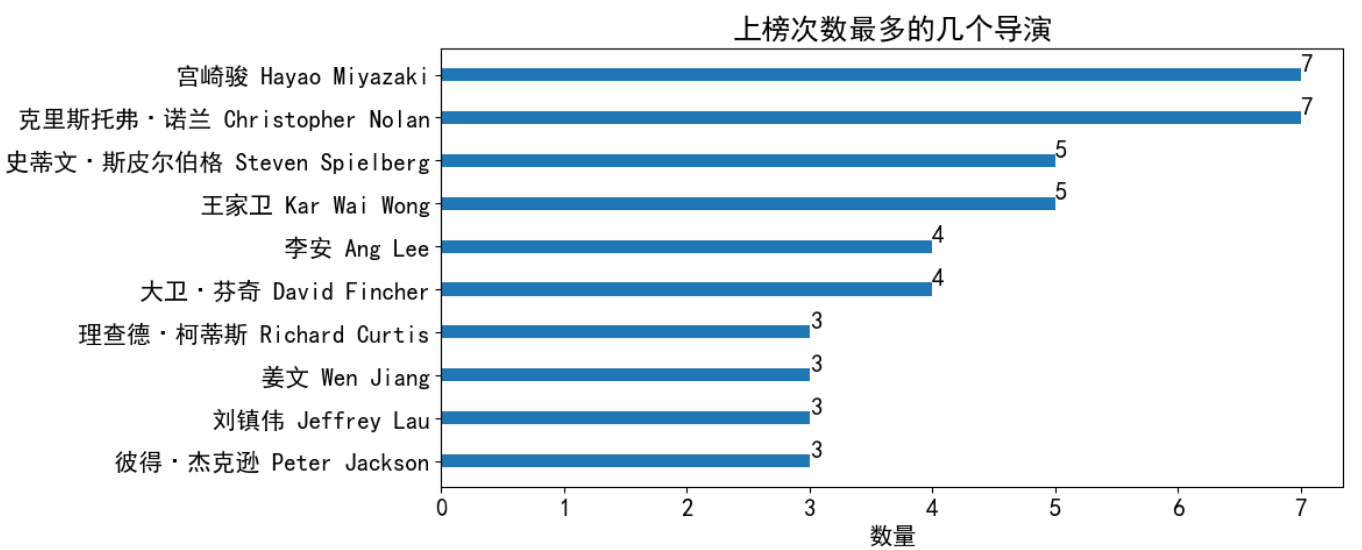 上榜次数最多的几个导演
宫崎骏 Hayao Miyazaki 7
克里斯托弗·诺兰 Christopher Nolan 7
史蒂文·斯皮尔伯格 Steven Spielberg 5
王家卫 Kar Wai Wong 5
李安 Ang Lee 4
大卫·芬奇 David Fincher 4
理查德·柯蒂斯 Richard Curtis 3
姜文 Wen Jiang 3
刘镇伟 Jeffrey Lau 3
彼得·杰克逊 Peter Jackson 3
0 1 2 3 4 5 6 7
数量